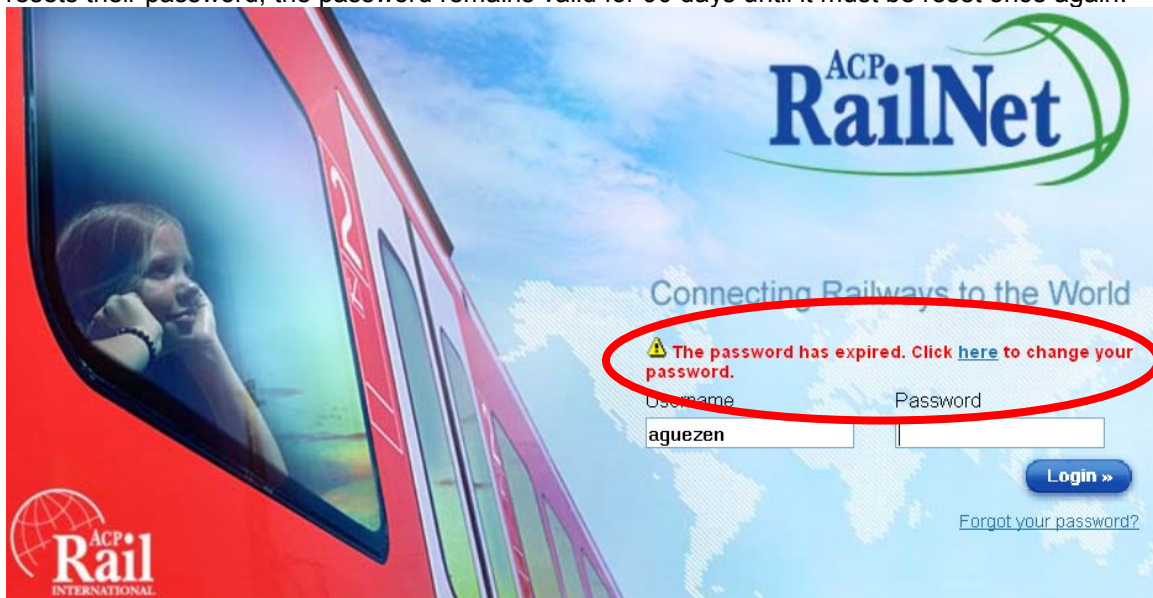 resets their password, the password remains valid for 90 days until it must be reset once again.
ACP
RailNet
Connecting Railways to the World
The password has expired. Click here to change your
password.
Username Password
aguezen
Login »
Forgot your password?
2
ACP
Rail
INTERNATIONAL